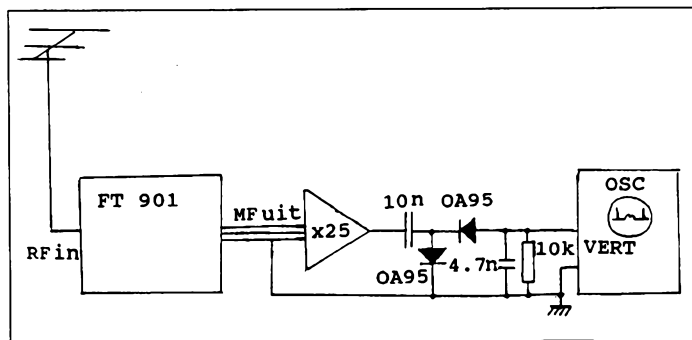 FT 901
RFin
MFuit
x25
10n
OA95
OA95
4.7n
10k
OSC
VERT